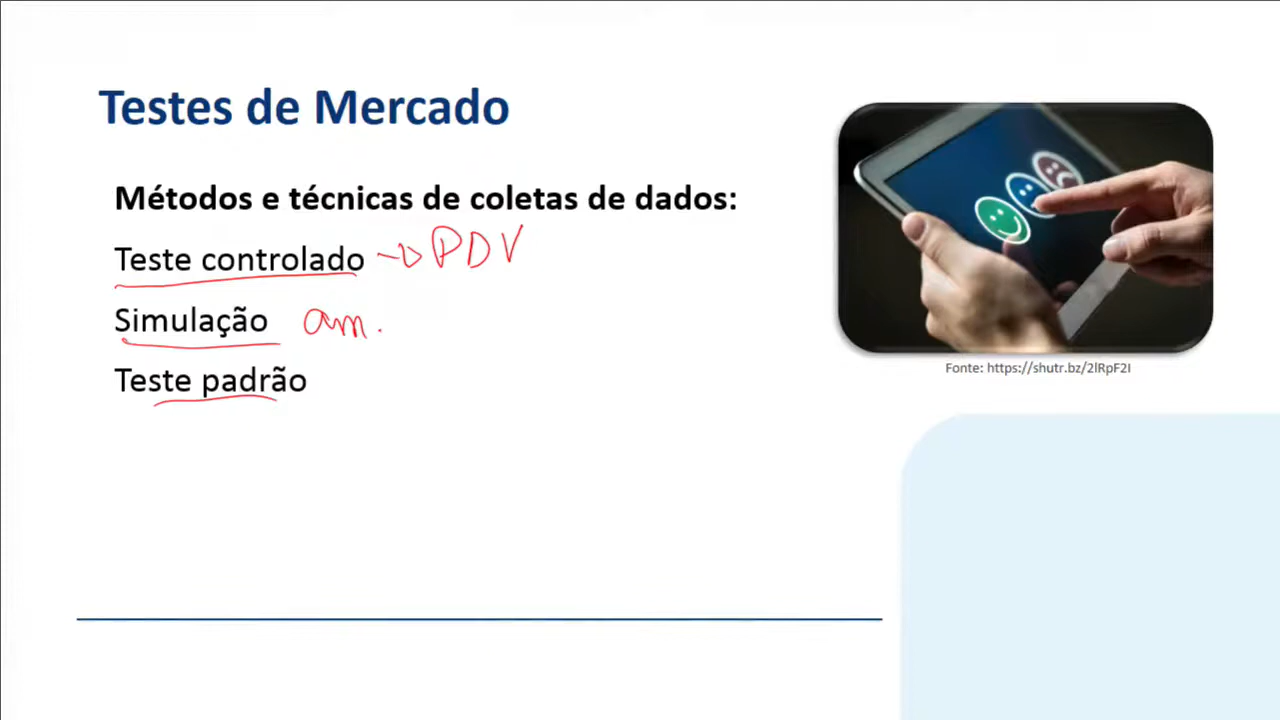 Testes de Mercado
Métodos e técnicas de coletas de dados:
Teste controlado → PDV
Simulação am.
Teste padrão
Fonte: https://shutr.bz/2lRpF2I